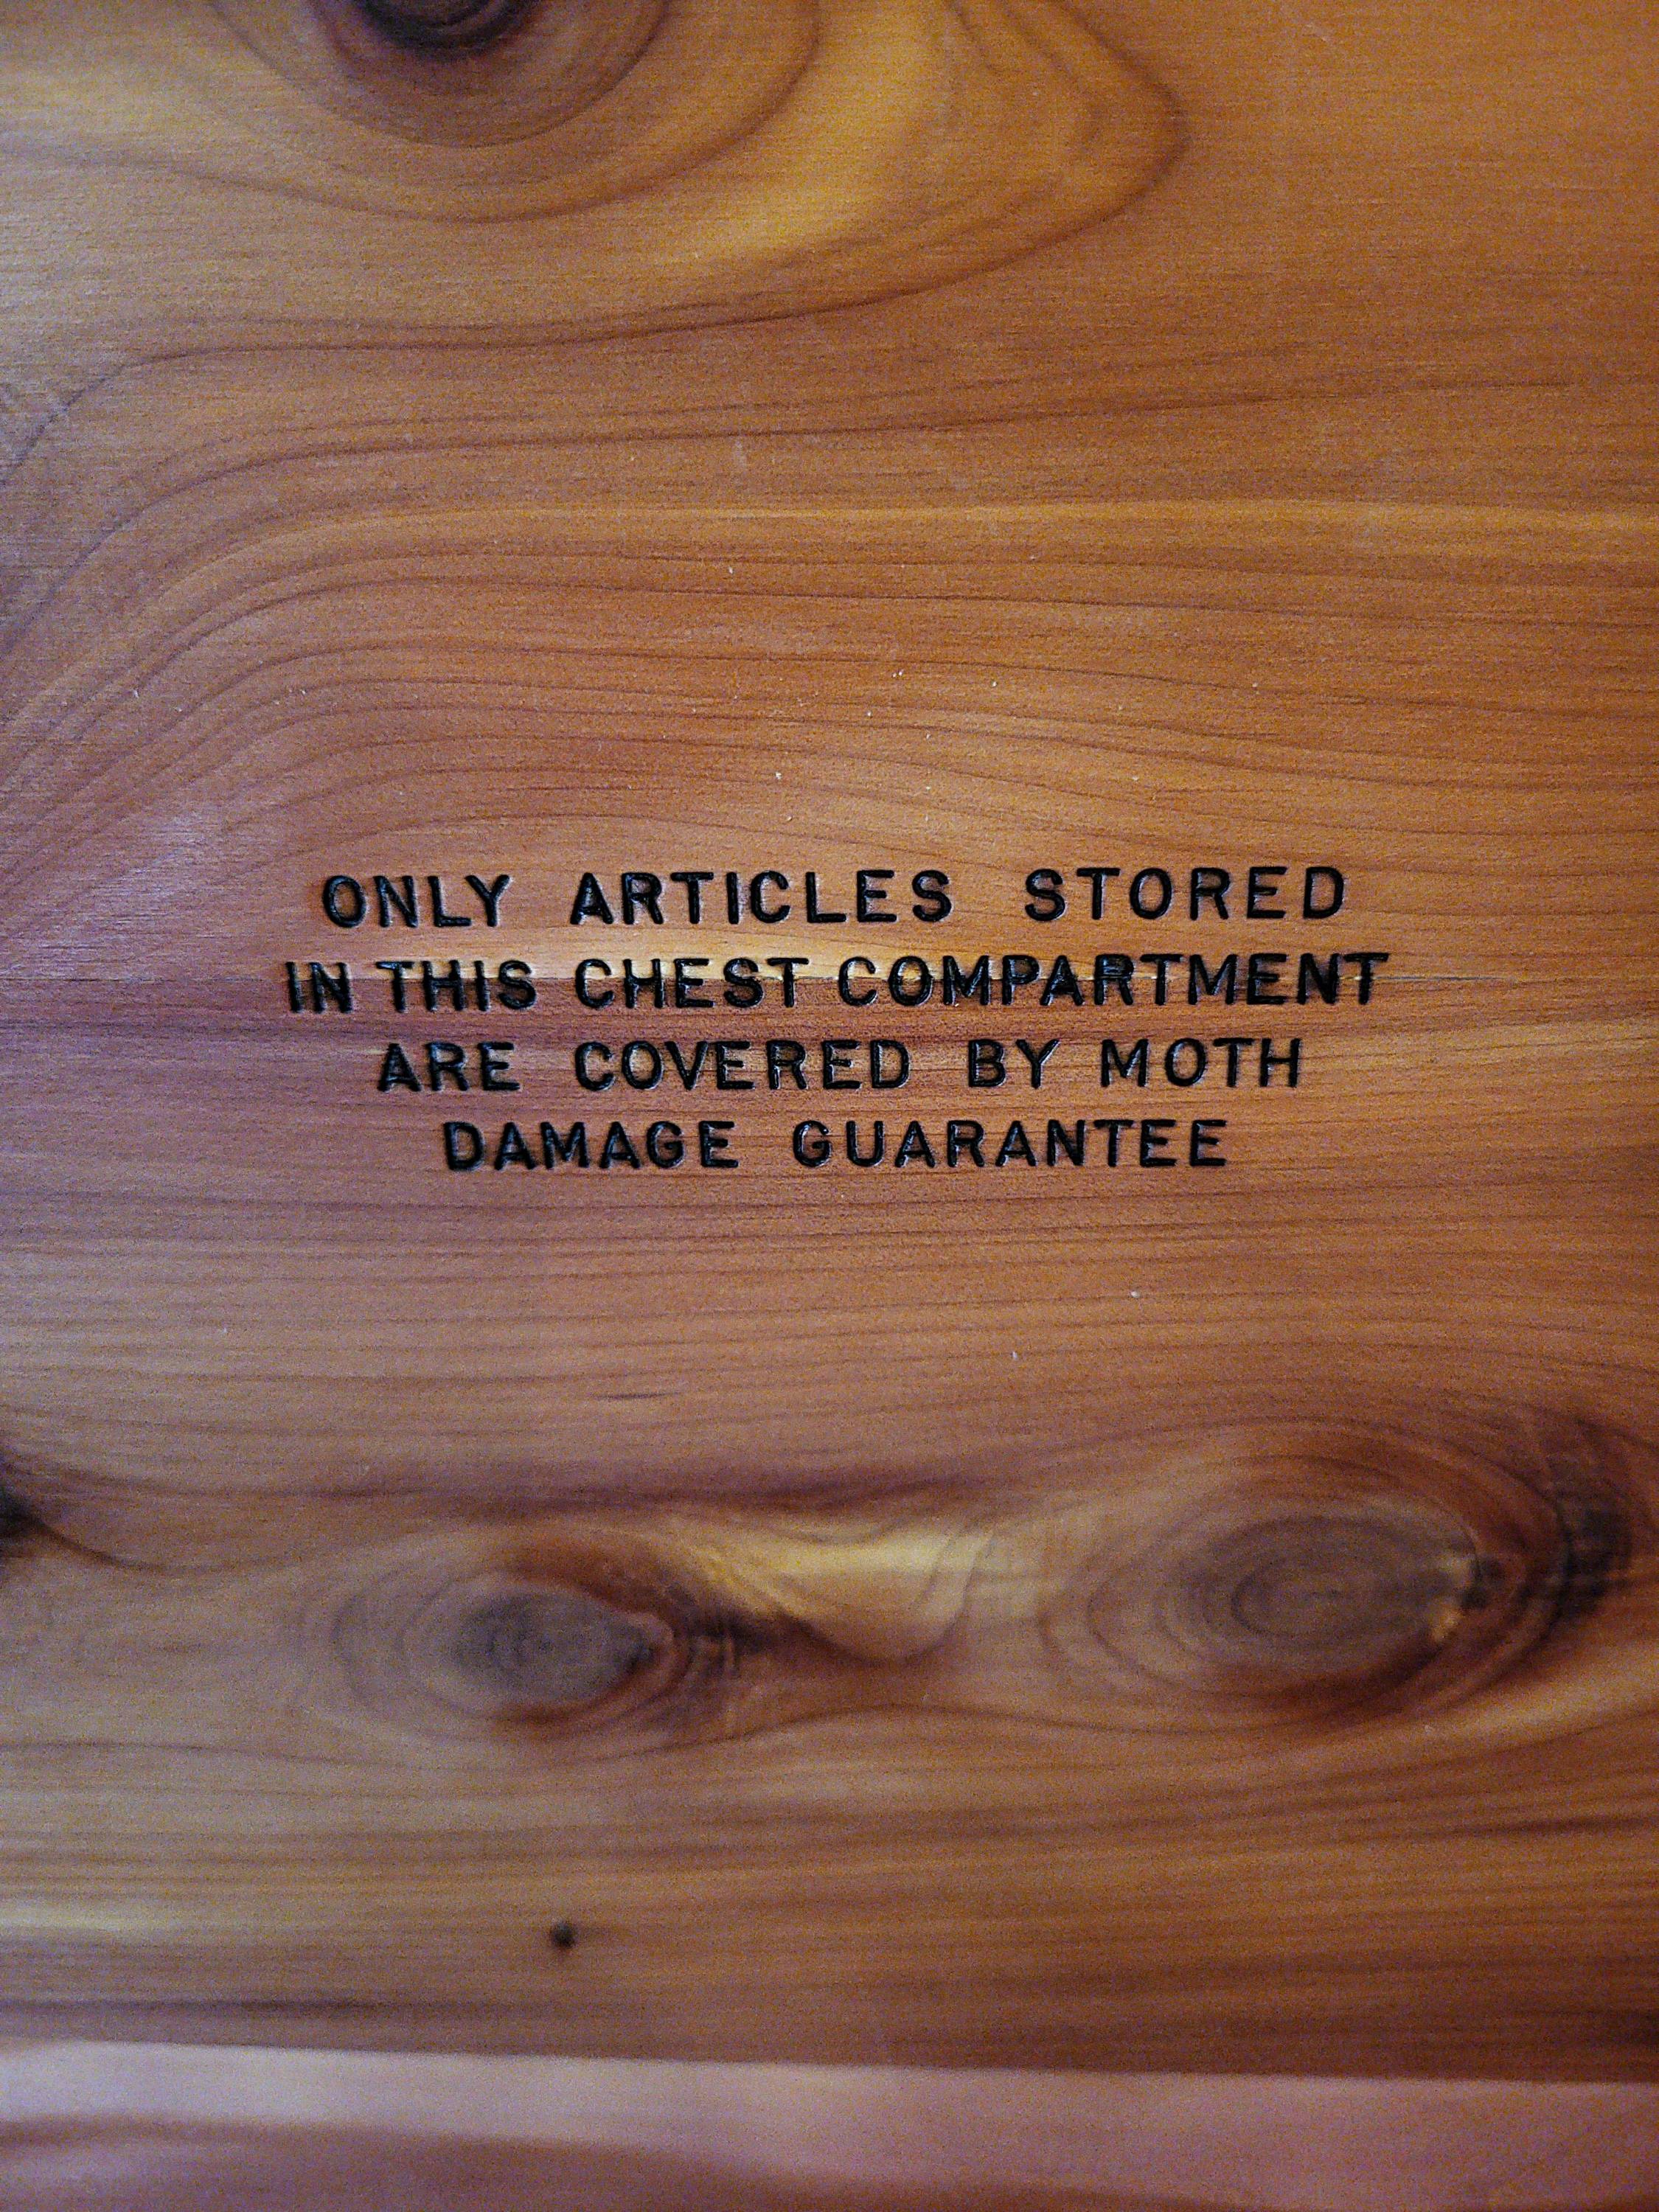 ONLY ARTICLES STORED
IN THIS CHEST COMPARTMENT
ARE COVERED BY MOTH
DAMAGE GUARANTEE